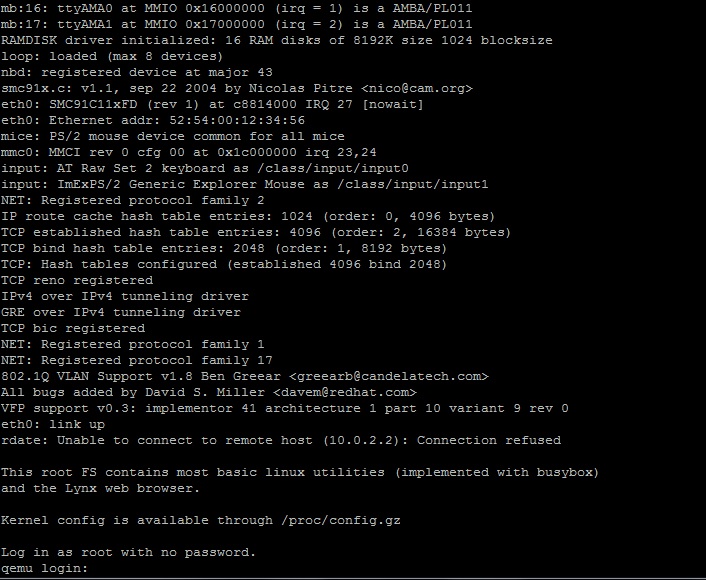 mb:16: ttyAMA0 at MMIO 0x16000000 (irq = 1) is a AMBA/PL011
mb:17: ttyAMA1 at MMIO 0x17000000 (irq = 2) is a AMBA/PL011
RAMDISK driver initialized: 16 RAM disks of 8192K size 1024 blocksize
loop: loaded (max 8 devices)
nbd: registered device at major 43
smc91x.c: v1.1, sep 22 2004 by Nicolas Pitre <nico@cam.org>
eth0: SMC91C11xFD (rev 1) at c8814000 IRQ 27 [nowait]
eth0: Ethernet addr: 52:54:00:12:34:56
mice: PS/2 mouse device common for all mice
mmc0: MMCI rev 0 cfg 00 at 0x1c000000 irq 23,24
input: AT Raw Set 2 keyboard as /class/input/input0
input: ImExPS/2 Generic Explorer Mouse as /class/input/input1
NET: Registered protocol family 2
IP route cache hash table entries: 1024 (order: 0, 4096 bytes)
TCP established hash table entries: 4096 (order: 2, 16384 bytes)
TCP bind hash table entries: 2048 (order: 1, 8192 bytes)
TCP: Hash tables configured (established 4096 bind 2048)
TCP reno registered
IPv4 over IPv4 tunneling driver
GRE over IPv4 tunneling driver
TCP bic registered
NET: Registered protocol family 1
NET: Registered protocol family 17
802.1Q VLAN Support v1.8 Ben Greear <greearb@candelatech.com>
All bugs added by David S. Miller <davem@redhat.com>
VFP support v0.3: implementor 41 architecture 1 part 10 variant 9 rev 0
eth0: link up
rdate: Unable to connect to remote host (10.0.2.2): Connection refused
This root FS contains most basic linux utilities (implemented with busybox)
and the Lynx web browser.
Kernel config is available through /proc/config.gz
Log in as root with no password.
qemu login: